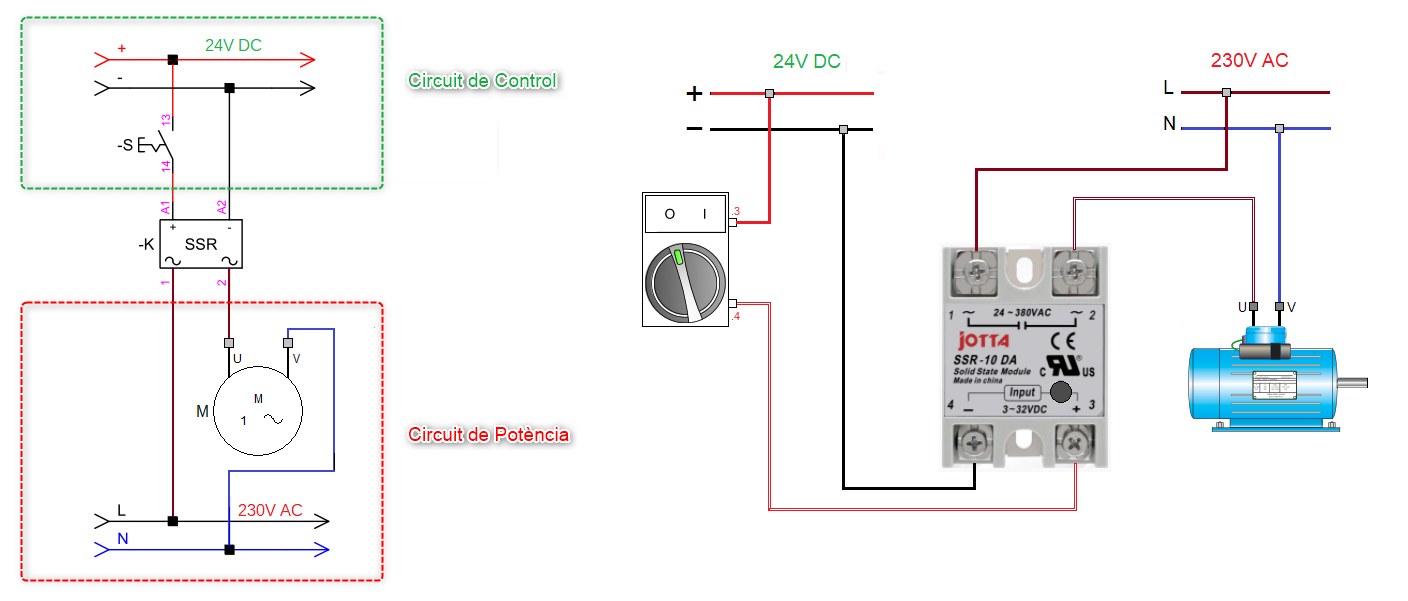 +
24V DC
-
Circuit de Control
13
-S
14
A1
A2
+
-
-K
SSR
1
2
U
V
M
M
1
Circuit de Potència
L
230V AC
N
24V DC
+
−
O I
.3
.4
230V AC
L
N
1 ~ 24 ~ 380VAC ~ 2
JOTTA
CE
SSR-10 DA
Solid State Module
Made in china
C RU ® US
Input
4 − 3~32VDC + 3
U
V